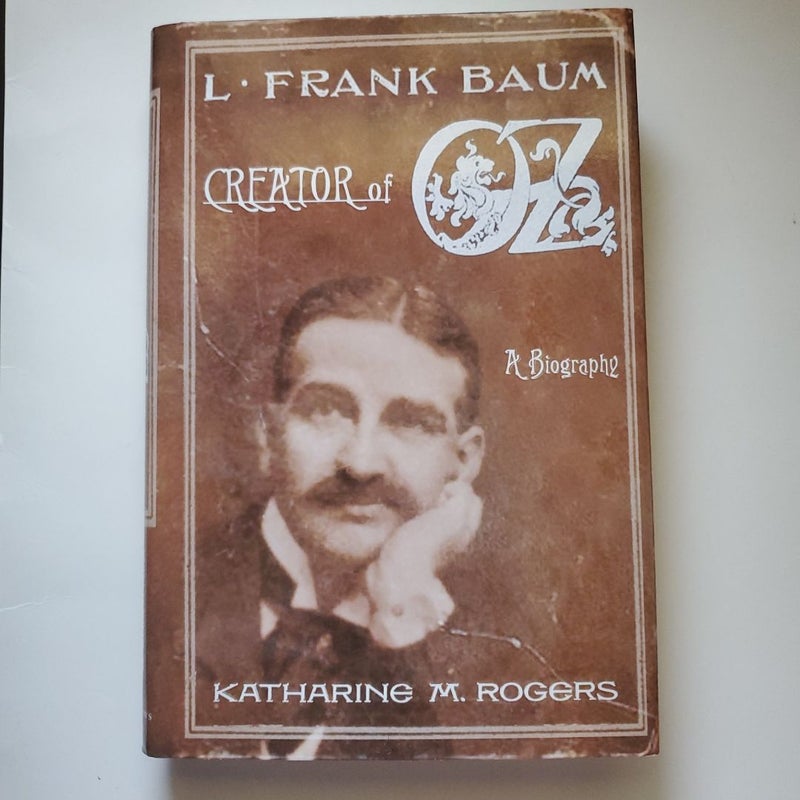 L. FRANK BAUM
CREATOR of OZ
A Biography
KATHARINE M. ROGERS